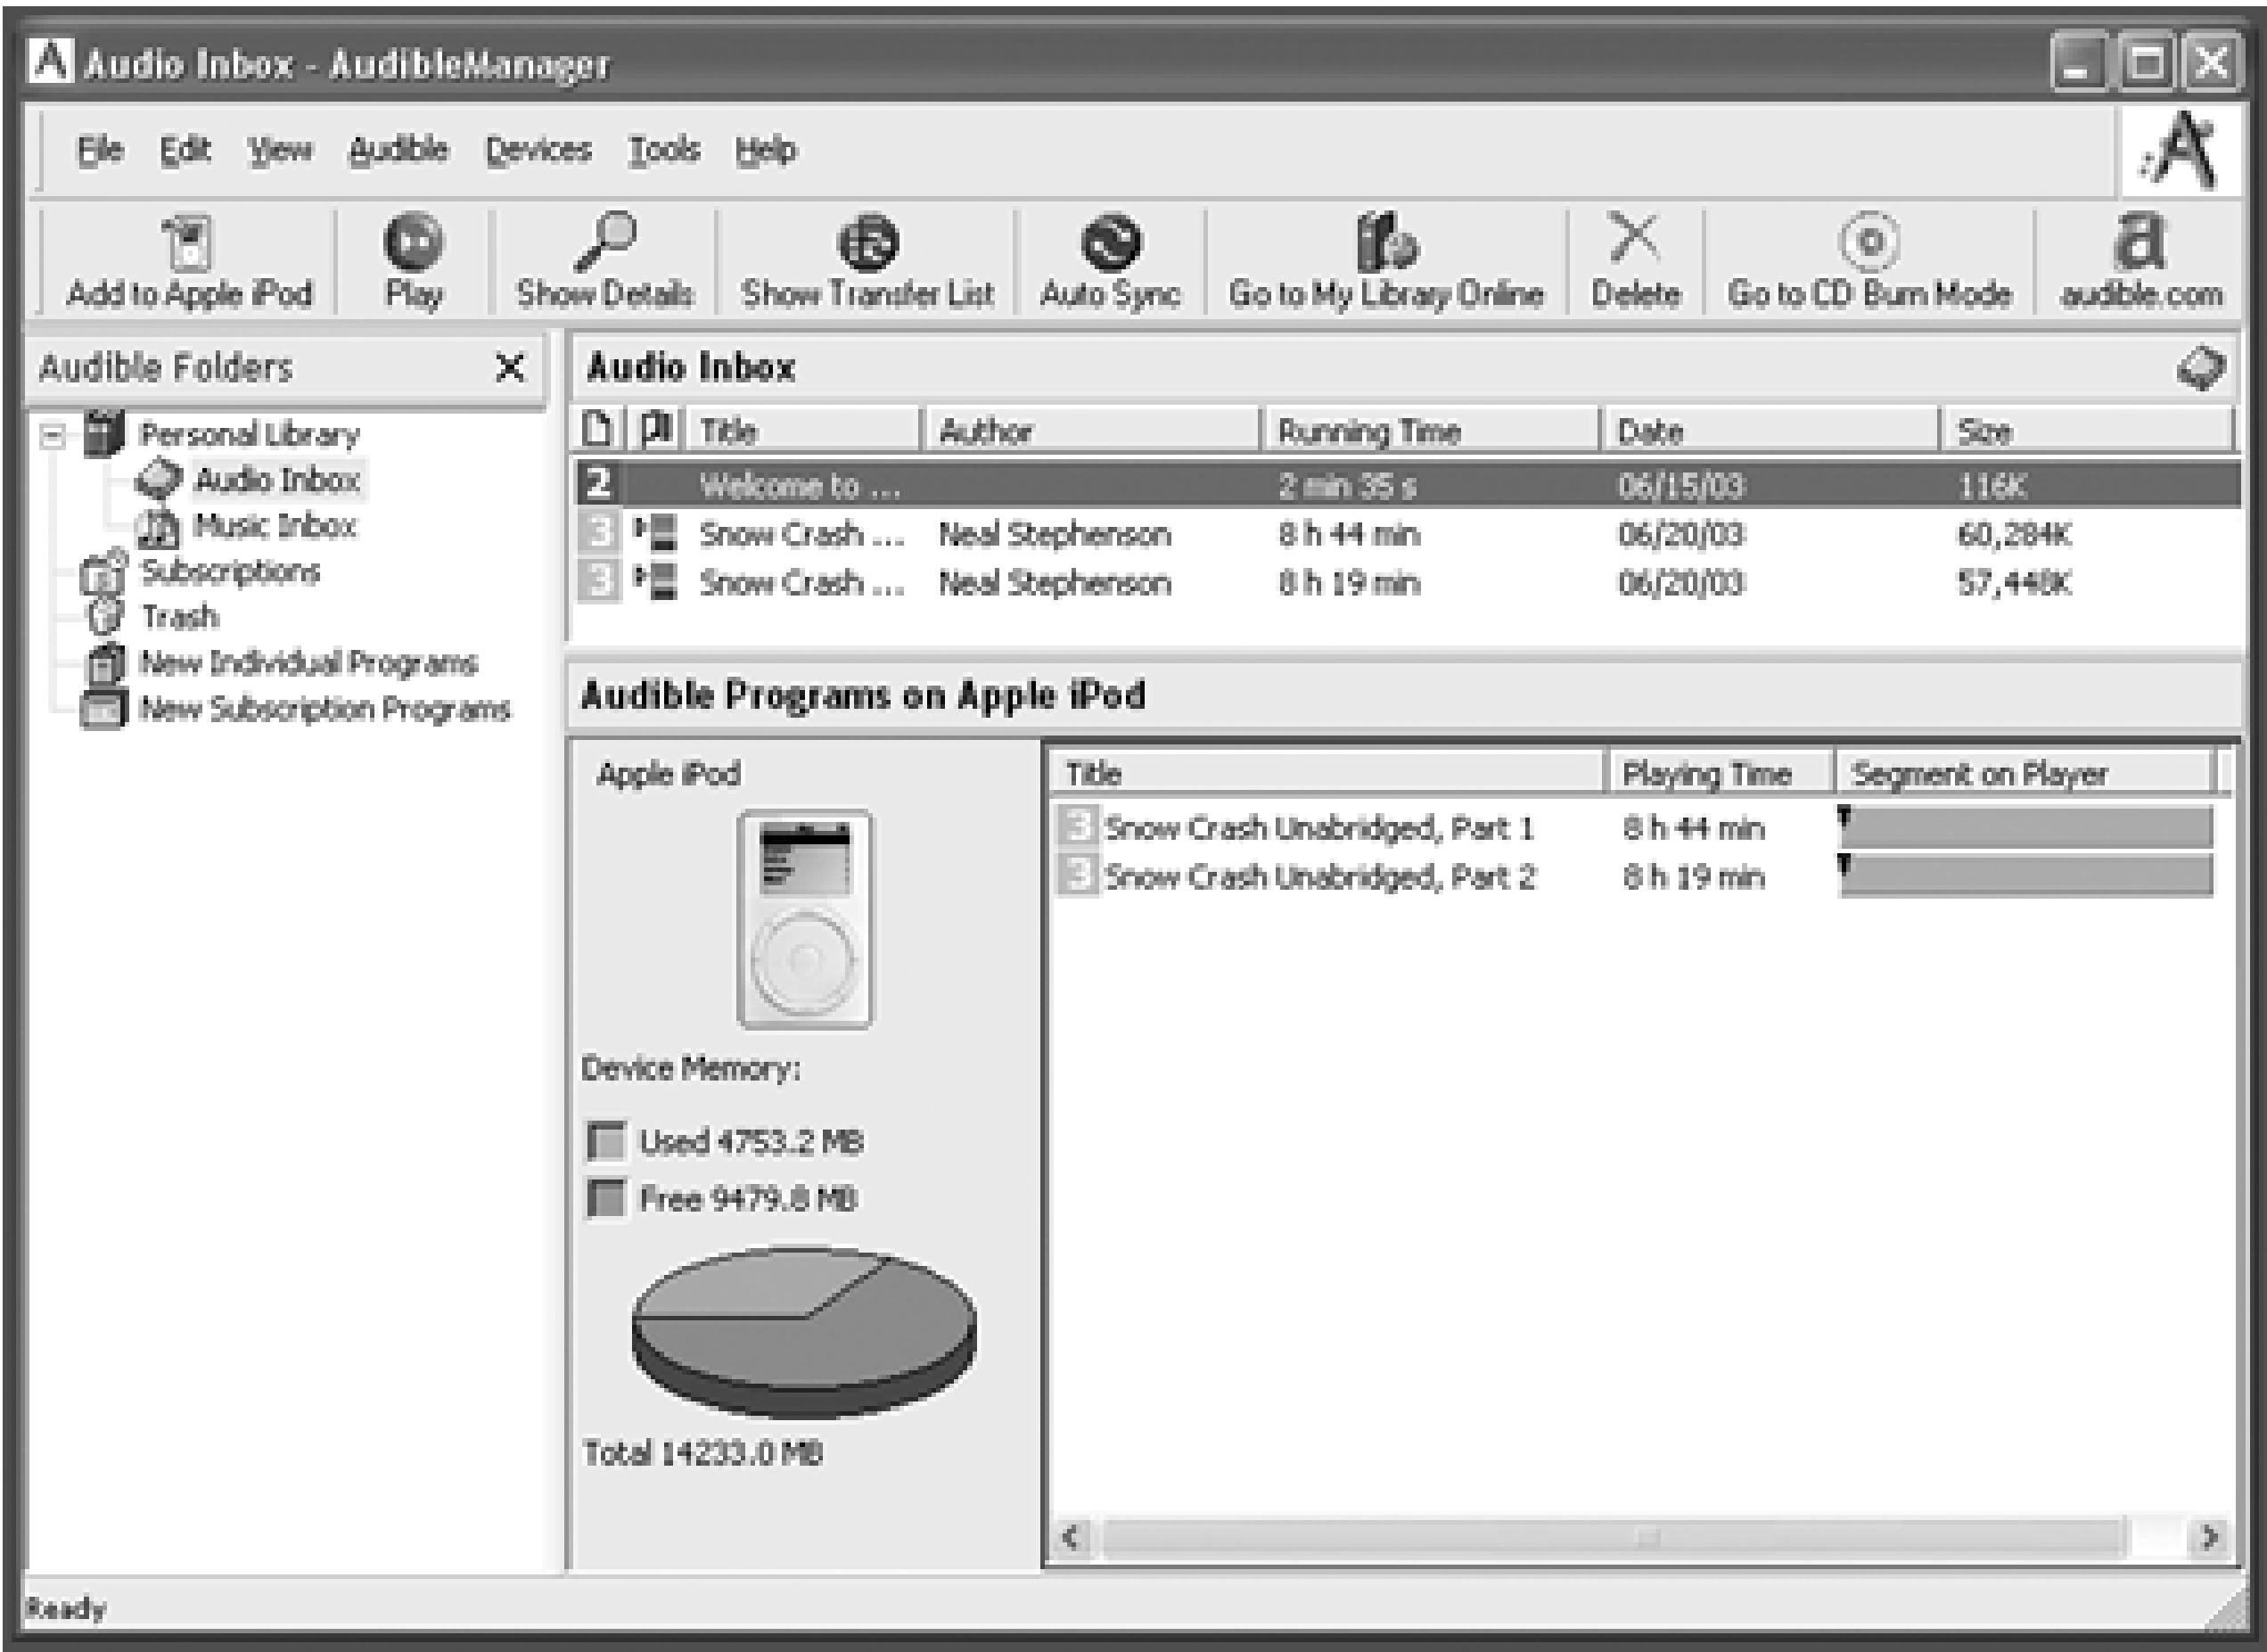 A Audio Inbox - AudibleManager
File Edit View Audible Devices Tools Help
A
Add to Apple iPod Play Show Details Show Transfer List Auto Sync Go to My Library Online Delete Go to CD Burn Mode a audible.com
Audible Folders
Personal Library
Audio Inbox
Music Inbox
Subscriptions
Trash
New Individual Programs
New Subscription Programs
Audio Inbox
Title Author Running Time Date Size
2 Welcome to ... 2 min 35 s 06/15/03 116K
3 Snow Crash ... Neal Stephenson 8 h 44 min 06/20/03 60,284K
3 Snow Crash ... Neal Stephenson 8 h 19 min 06/20/03 57,448K
Audible Programs on Apple iPod
Apple iPod
Device Memory:
Used 4753.2 MB
Free 9479.8 MB
Total 14233.0 MB
Title Playing Time Segment on Player
3 Snow Crash Unabridged, Part 1 8 h 44 min
3 Snow Crash Unabridged, Part 2 8 h 19 min
Ready